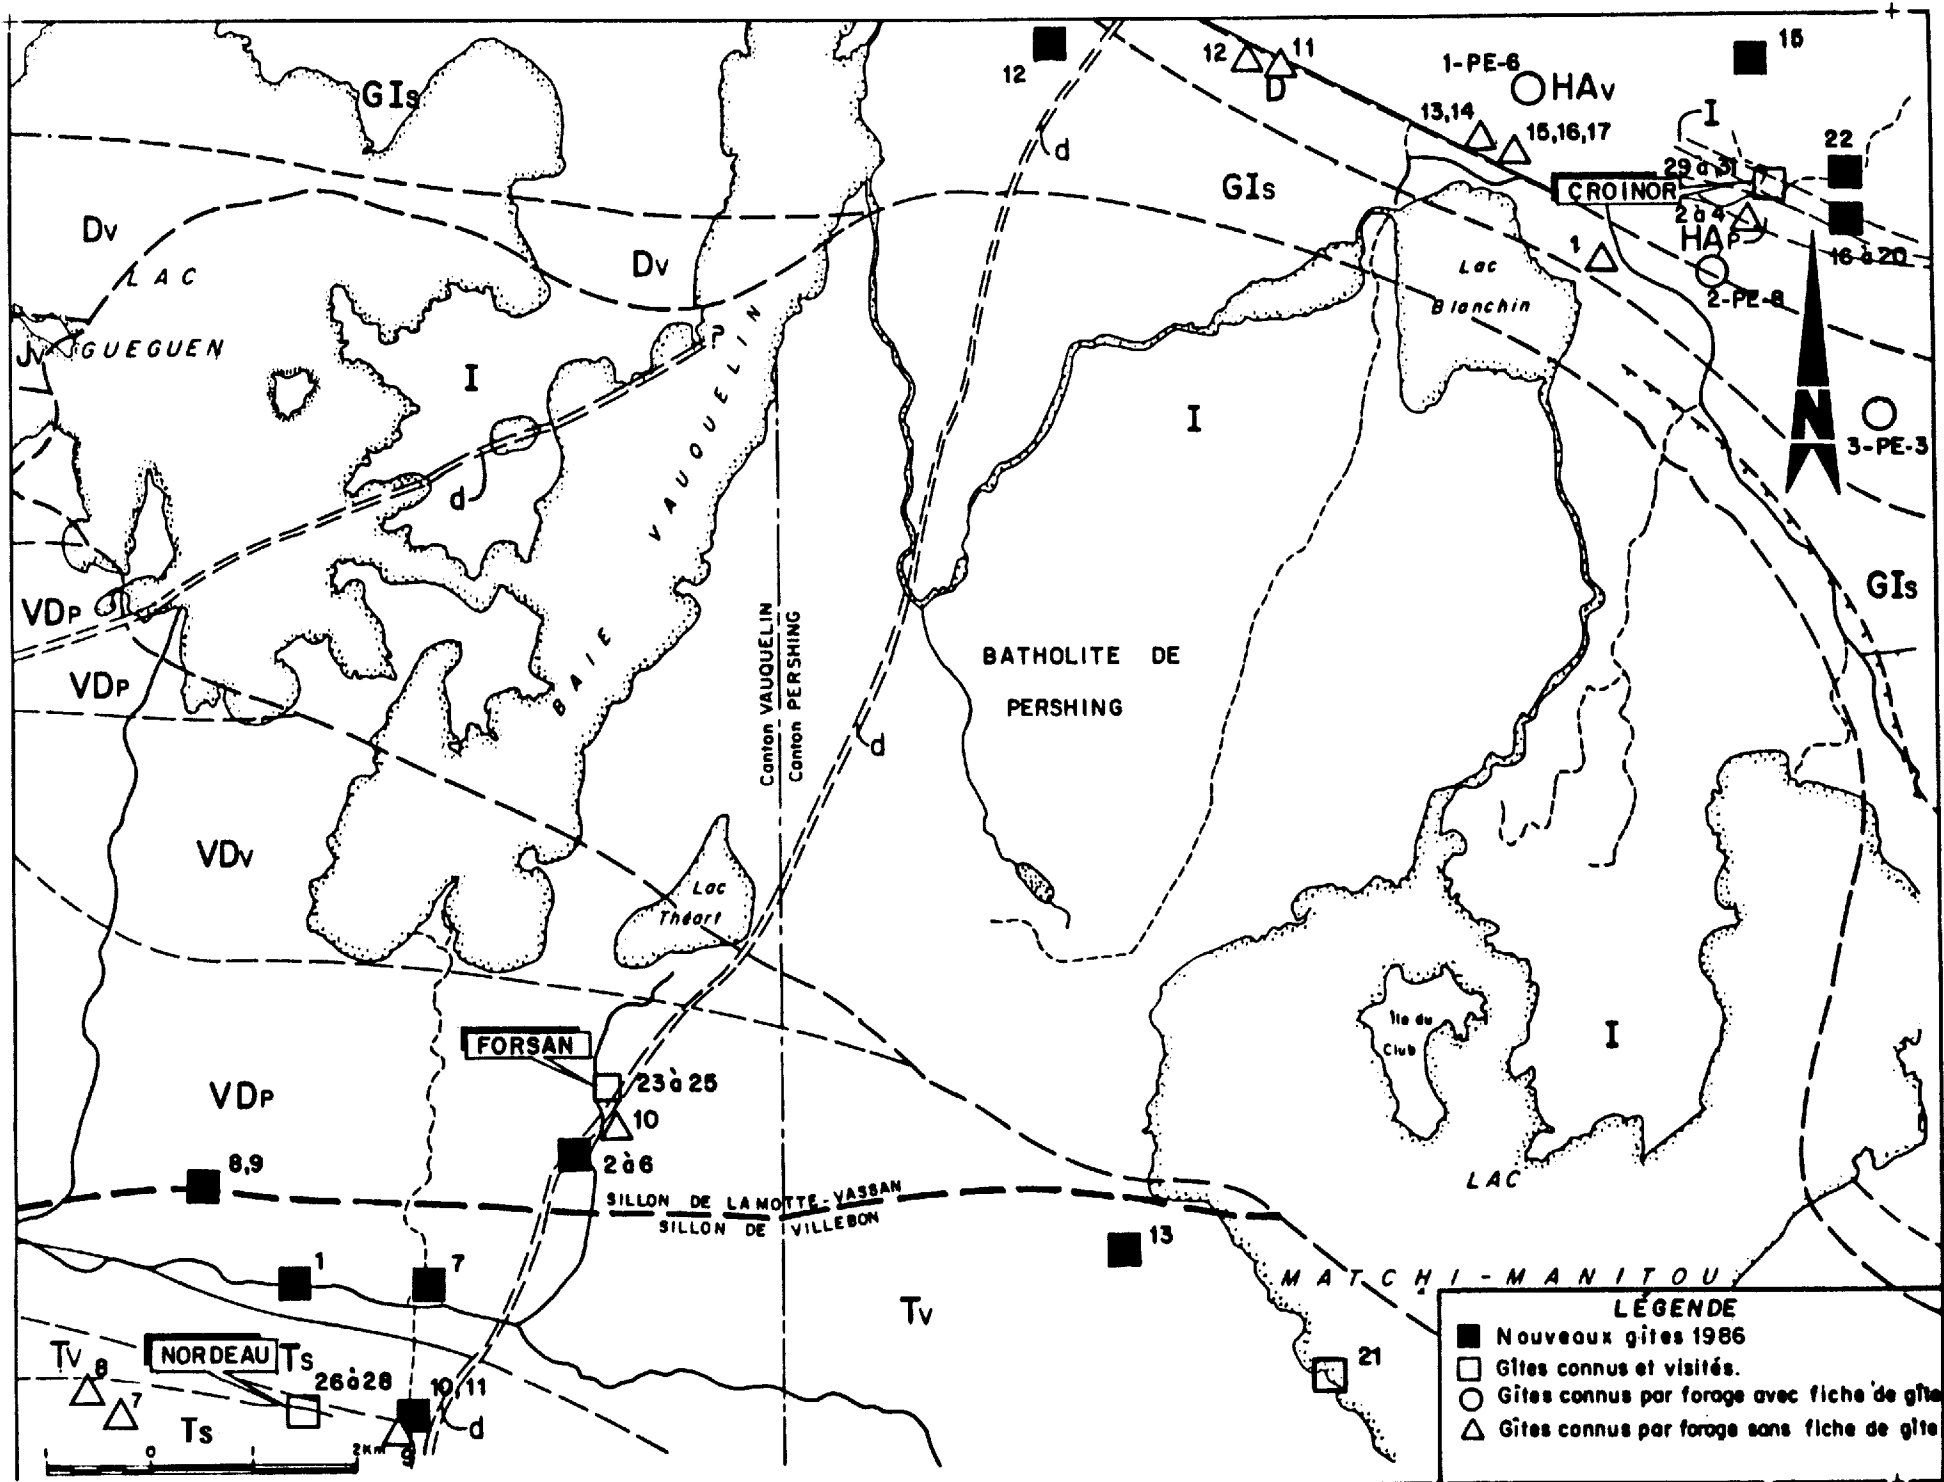 12
12
11
D
1-PE-6
HAv
15
GIs
13,14
15,16,17
I
22
d
GIs
29 à 31
CROINOR
2 à 4
HAp
16 à 20
1
2-PE-8
Dv
Dv
LAC
GUEGUEN
Jv
?
Lac
Blanchin
I
I
N
3-PE-3
d
BAIE VAUQUELIN
VDp
GIs
VDp
Canton VAUQUELIN
Canton PERSHING
BATHOLITE DE
PERSHING
d
VDv
Lac
Théart
Île du
Club
I
FORSAN
23 à 25
10
VDp
2 à 6
8,9
SILLON DE LAMOTTE-VASSAN
SILLON DE VILLEBON
LAC
MATCHI-MANITOU
13
1
7
Tv
Tv
8
7
NORDEAU
Ts
26 à 28
10,11
d
9
Ts
21
1
0
2Km
LÉGENDE
Nouveaux gîtes 1986
Gîtes connus et visités.
Gîtes connus par forage avec fiche de gîte
Gîtes connus par forage sans fiche de gîte